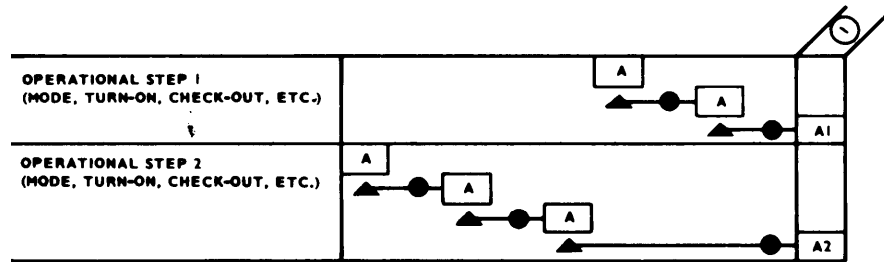 1
OPERATIONAL STEP 1
(MODE, TURN-ON, CHECK-OUT, ETC.)
A
A
A1
OPERATIONAL STEP 2
(MODE, TURN-ON, CHECK-OUT, ETC.)
A
A
A
A2